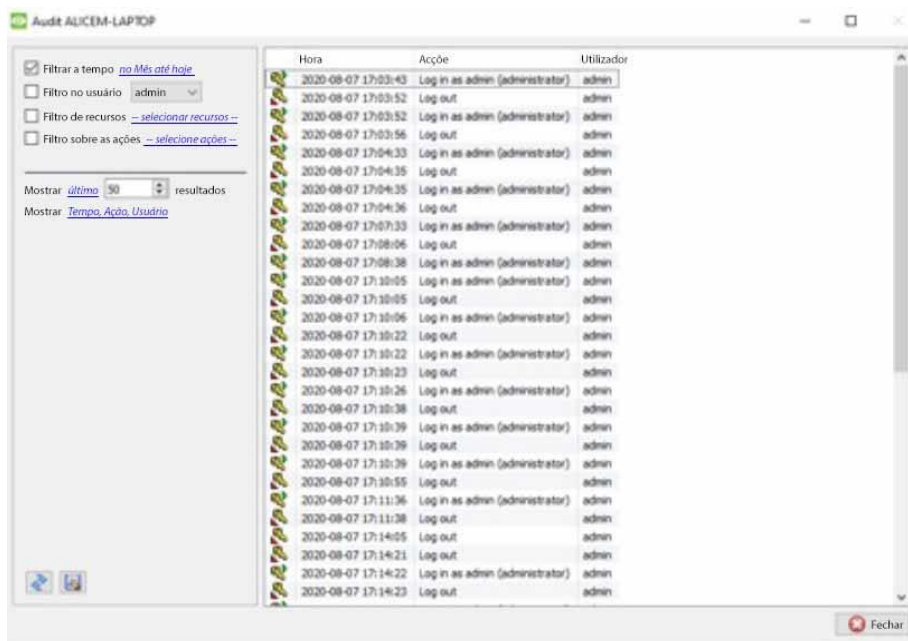 Audit ALICEM-LAPTOP
Filtrar a tempo no Mês até hoje
Filtro no usuário admin
Filtro de recursos -- selecionar recursos --
Filtro sobre as ações -- selecione ações --
Mostrar último 50 resultados
Mostrar Tempo, Ação, Usuário
Hora Acçõe Utilizador
2020-08-07 17:03:43 Log in as admin (administrator) admin
2020-08-07 17:03:52 Log out admin
2020-08-07 17:03:52 Log in as admin (administrator) admin
2020-08-07 17:03:56 Log out admin
2020-08-07 17:04:33 Log in as admin (administrator) admin
2020-08-07 17:04:35 Log out admin
2020-08-07 17:04:35 Log in as admin (administrator) admin
2020-08-07 17:04:36 Log out admin
2020-08-07 17:07:33 Log in as admin (administrator) admin
2020-08-07 17:08:06 Log out admin
2020-08-07 17:08:38 Log in as admin (administrator) admin
2020-08-07 17:10:05 Log in as admin (administrator) admin
2020-08-07 17:10:05 Log out admin
2020-08-07 17:10:06 Log in as admin (administrator) admin
2020-08-07 17:10:22 Log out admin
2020-08-07 17:10:22 Log in as admin (administrator) admin
2020-08-07 17:10:23 Log out admin
2020-08-07 17:10:26 Log in as admin (administrator) admin
2020-08-07 17:10:38 Log out admin
2020-08-07 17:10:39 Log in as admin (administrator) admin
2020-08-07 17:10:39 Log out admin
2020-08-07 17:10:39 Log in as admin (administrator) admin
2020-08-07 17:10:55 Log out admin
2020-08-07 17:11:36 Log in as admin (administrator) admin
2020-08-07 17:11:38 Log out admin
2020-08-07 17:14:05 Log out admin
2020-08-07 17:14:21 Log out admin
2020-08-07 17:14:22 Log in as admin (administrator) admin
2020-08-07 17:14:23 Log out admin
Fechar